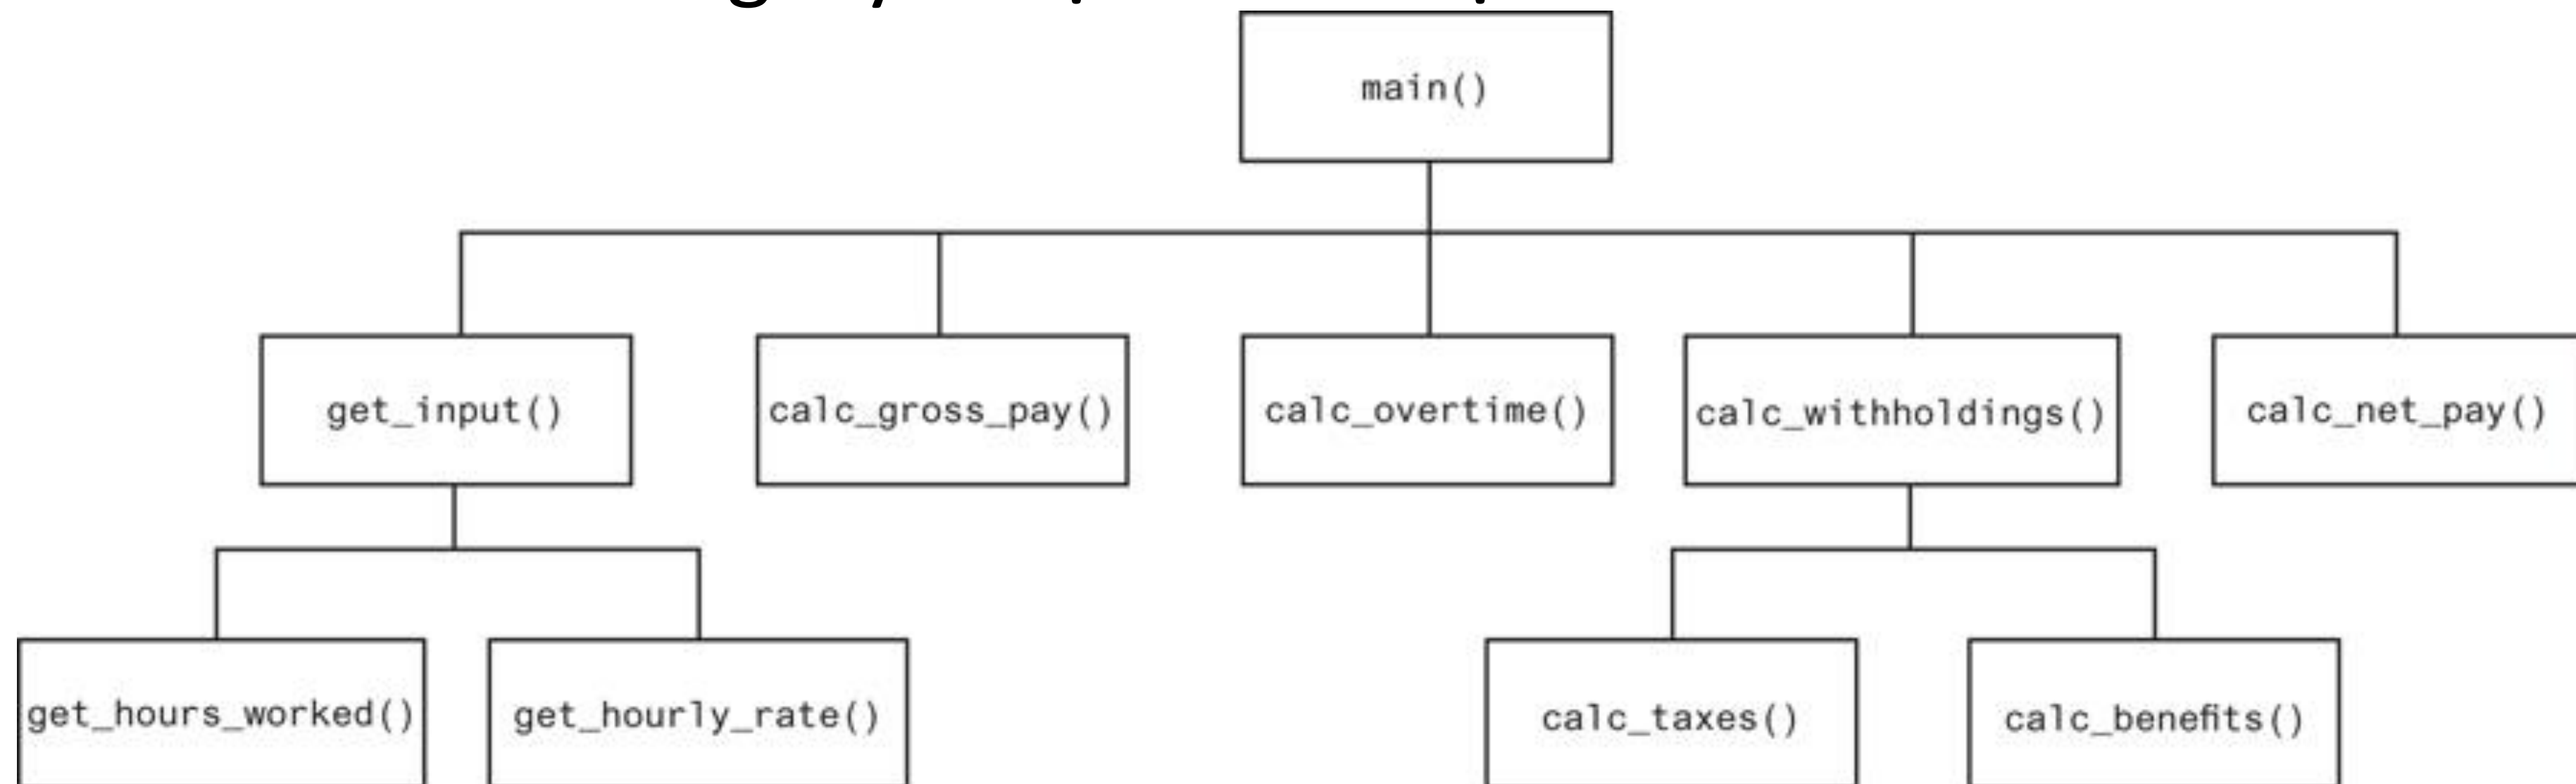 main()
get_input()
calc_gross_pay()
calc_overtime()
calc_withholdings()
calc_net_pay()
get_hours_worked()
get_hourly_rate()
calc_taxes()
calc_benefits()